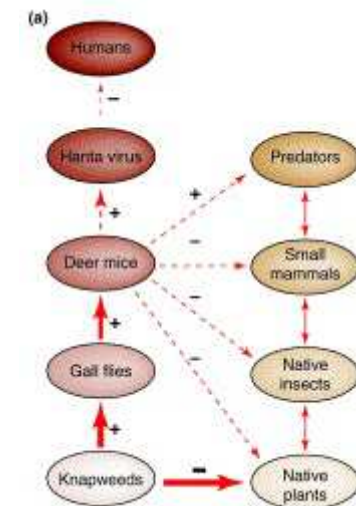 (a)
Humans
–
Hanta virus
+
Predators
+
–
Deer mice
Small
mammals
–
+
–
Gall flies
Native
insects
+
Knapweeds
–
Native
plants